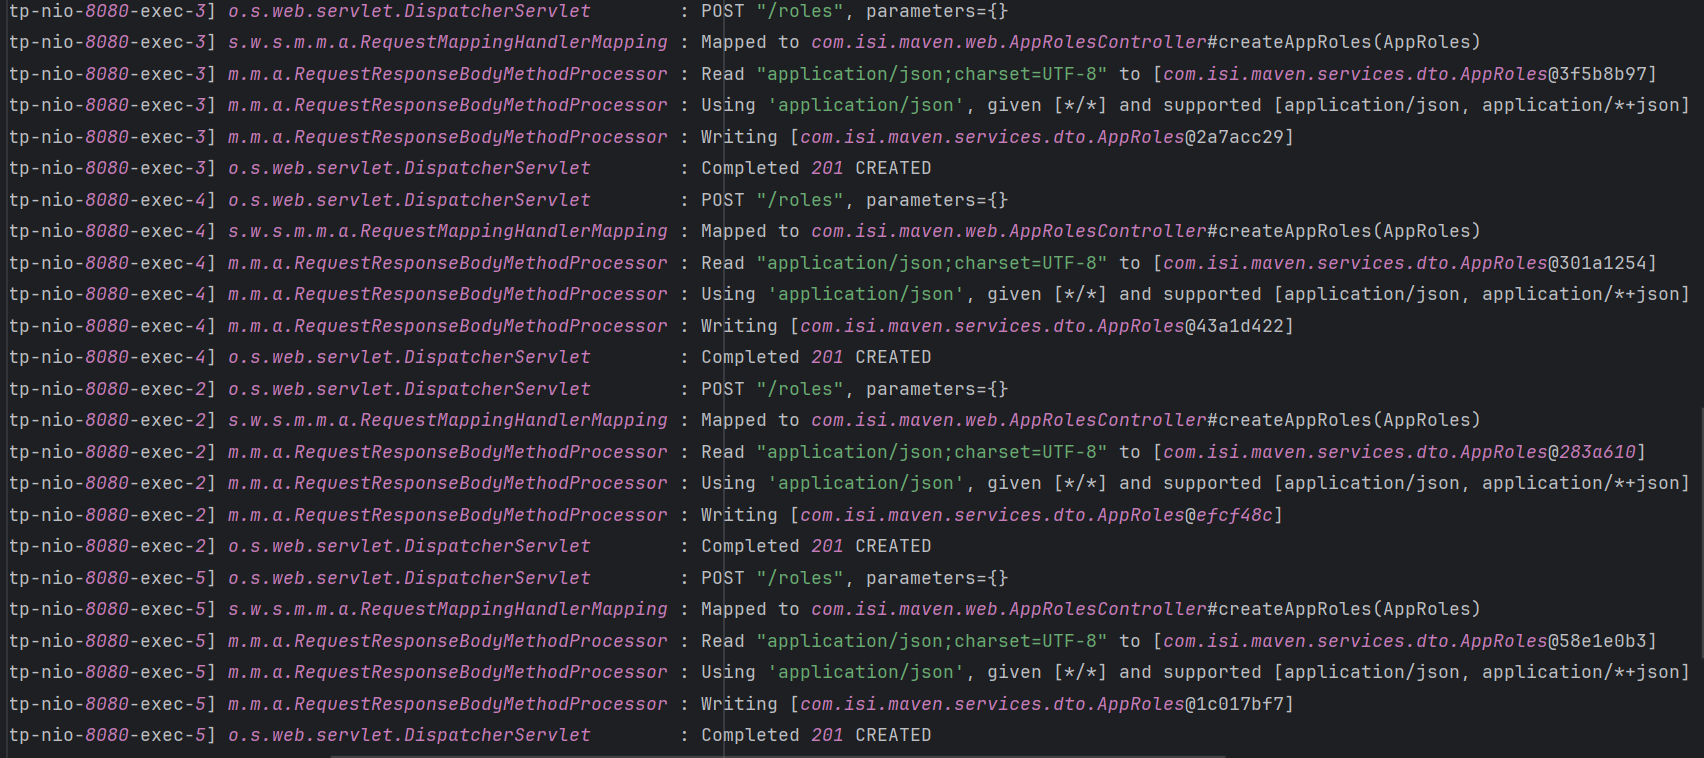 tp-nio-8080-exec-3] o.s.web.servlet.DispatcherServlet        : POST "/roles", parameters={}
tp-nio-8080-exec-3] s.w.s.m.m.a.RequestMappingHandlerMapping : Mapped to com.isi.maven.web.AppRolesController#createAppRoles(AppRoles)
tp-nio-8080-exec-3] m.m.a.RequestResponseBodyMethodProcessor : Read "application/json;charset=UTF-8" to [com.isi.maven.services.dto.AppRoles@3f5b8b97]
tp-nio-8080-exec-3] m.m.a.RequestResponseBodyMethodProcessor : Using 'application/json', given [*/*] and supported [application/json, application/*+json]
tp-nio-8080-exec-3] m.m.a.RequestResponseBodyMethodProcessor : Writing [com.isi.maven.services.dto.AppRoles@2a7acc29]
tp-nio-8080-exec-3] o.s.web.servlet.DispatcherServlet        : Completed 201 CREATED
tp-nio-8080-exec-4] o.s.web.servlet.DispatcherServlet        : POST "/roles", parameters={}
tp-nio-8080-exec-4] s.w.s.m.m.a.RequestMappingHandlerMapping : Mapped to com.isi.maven.web.AppRolesController#createAppRoles(AppRoles)
tp-nio-8080-exec-4] m.m.a.RequestResponseBodyMethodProcessor : Read "application/json;charset=UTF-8" to [com.isi.maven.services.dto.AppRoles@301a1254]
tp-nio-8080-exec-4] m.m.a.RequestResponseBodyMethodProcessor : Using 'application/json', given [*/*] and supported [application/json, application/*+json]
tp-nio-8080-exec-4] m.m.a.RequestResponseBodyMethodProcessor : Writing [com.isi.maven.services.dto.AppRoles@43a1d422]
tp-nio-8080-exec-4] o.s.web.servlet.DispatcherServlet        : Completed 201 CREATED
tp-nio-8080-exec-2] o.s.web.servlet.DispatcherServlet        : POST "/roles", parameters={}
tp-nio-8080-exec-2] s.w.s.m.m.a.RequestMappingHandlerMapping : Mapped to com.isi.maven.web.AppRolesController#createAppRoles(AppRoles)
tp-nio-8080-exec-2] m.m.a.RequestResponseBodyMethodProcessor : Read "application/json;charset=UTF-8" to [com.isi.maven.services.dto.AppRoles@283a610]
tp-nio-8080-exec-2] m.m.a.RequestResponseBodyMethodProcessor : Using 'application/json', given [*/*] and supported [application/json, application/*+json]
tp-nio-8080-exec-2] m.m.a.RequestResponseBodyMethodProcessor : Writing [com.isi.maven.services.dto.AppRoles@efcf48c]
tp-nio-8080-exec-2] o.s.web.servlet.DispatcherServlet        : Completed 201 CREATED
tp-nio-8080-exec-5] o.s.web.servlet.DispatcherServlet        : POST "/roles", parameters={}
tp-nio-8080-exec-5] s.w.s.m.m.a.RequestMappingHandlerMapping : Mapped to com.isi.maven.web.AppRolesController#createAppRoles(AppRoles)
tp-nio-8080-exec-5] m.m.a.RequestResponseBodyMethodProcessor : Read "application/json;charset=UTF-8" to [com.isi.maven.services.dto.AppRoles@58e1e0b3]
tp-nio-8080-exec-5] m.m.a.RequestResponseBodyMethodProcessor : Using 'application/json', given [*/*] and supported [application/json, application/*+json]
tp-nio-8080-exec-5] m.m.a.RequestResponseBodyMethodProcessor : Writing [com.isi.maven.services.dto.AppRoles@1c017bf7]
tp-nio-8080-exec-5] o.s.web.servlet.DispatcherServlet        : Completed 201 CREATED